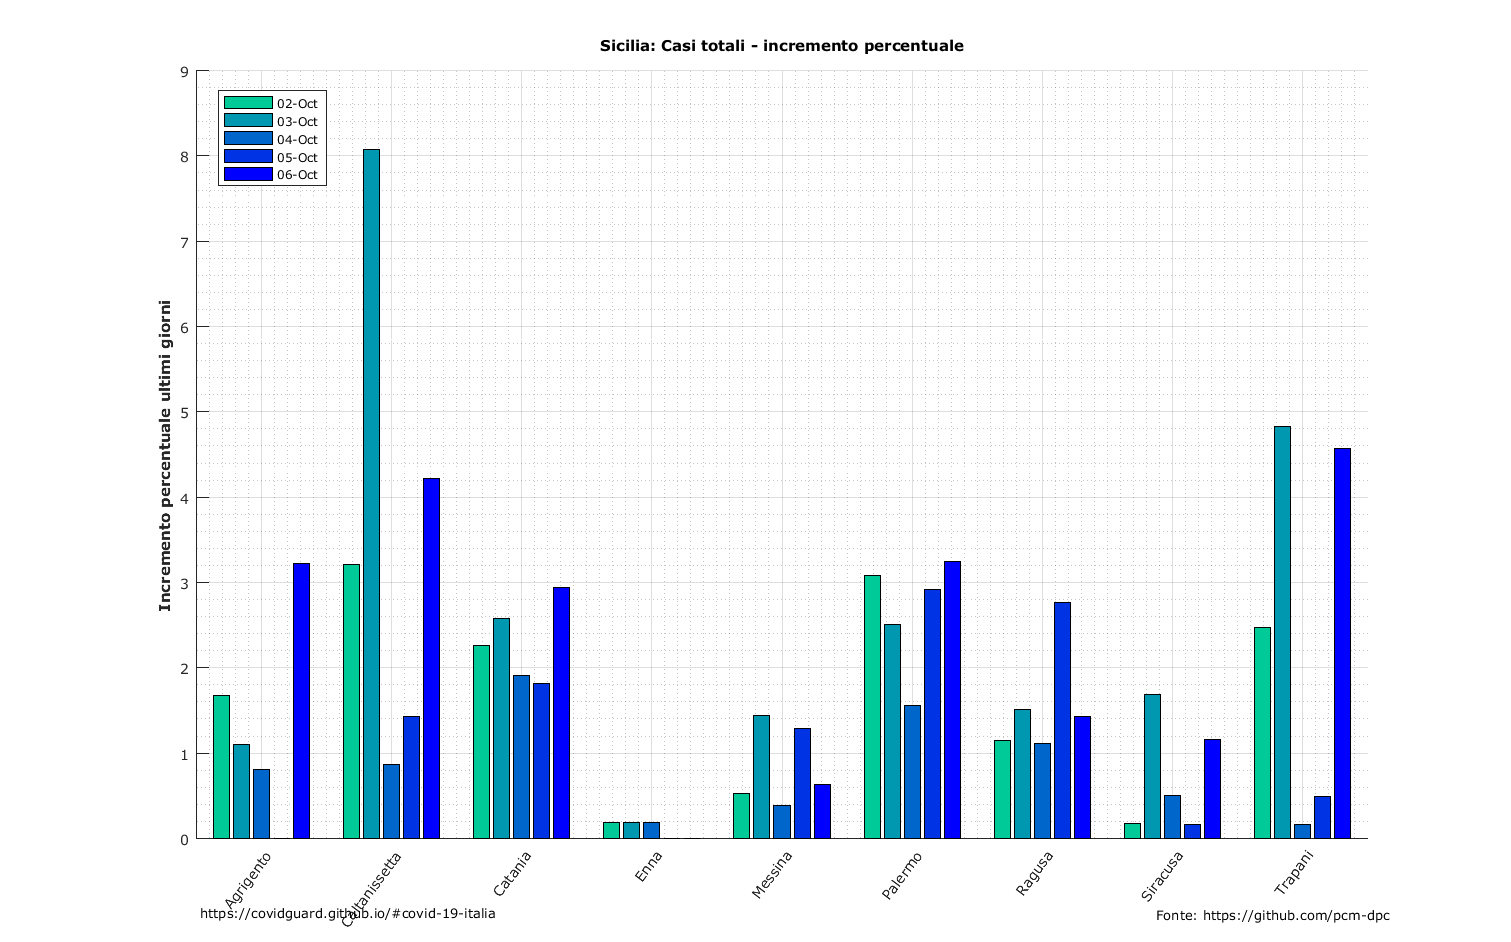 Sicilia: Casi totali - incremento percentuale
9
8
7
6
5
4
3
2
1
0
Incremento percentuale ultimi giorni
02-Oct
03-Oct
04-Oct
05-Oct
06-Oct
Agrigento
Caltanissetta
Catania
Enna
Messina
Palermo
Ragusa
Siracusa
Trapani
https://covidguard.github.io/#covid-19-italia
Fonte: https://github.com/pcm-dpc